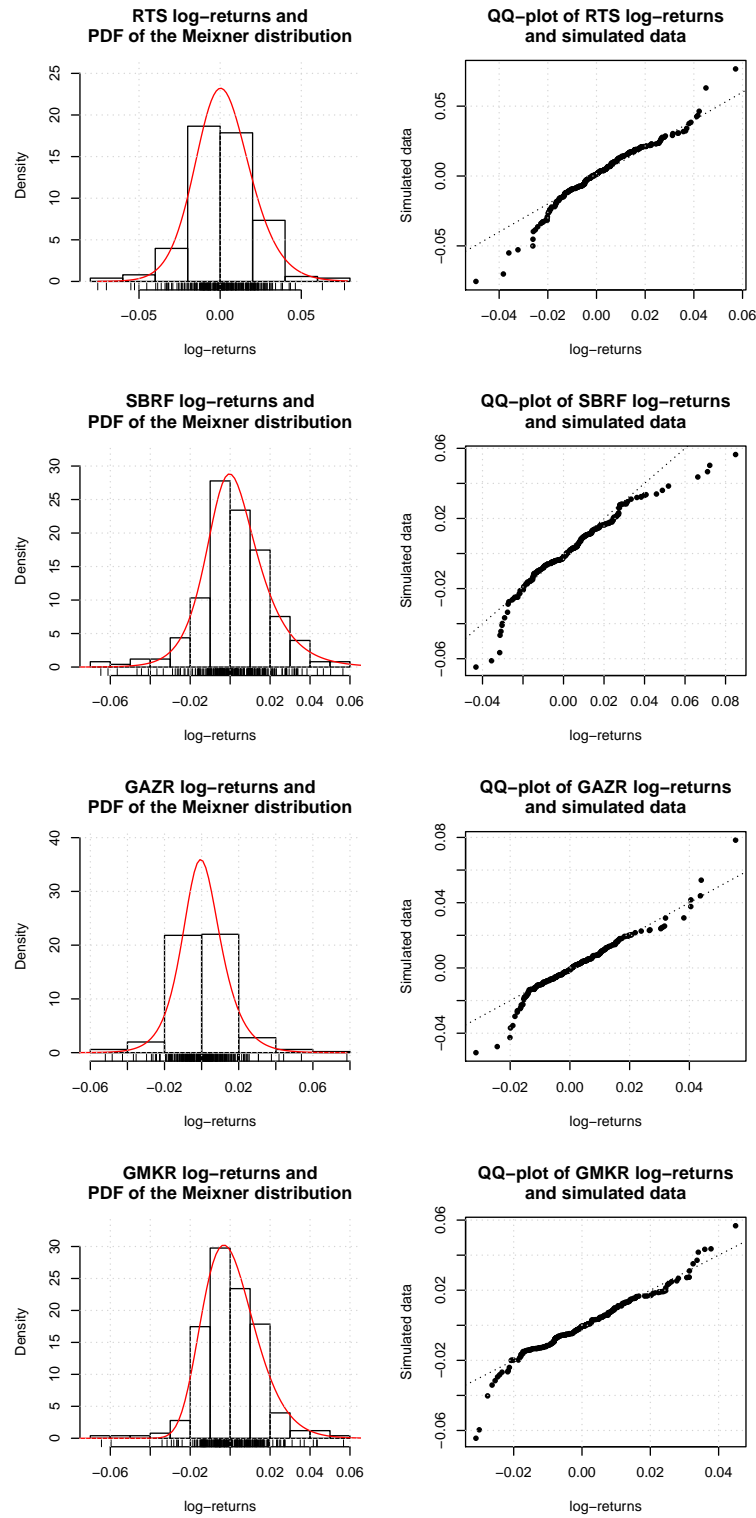 RTS log−returns and
PDF of the Meixner distribution
Density
0 5 10 15 20 25
−0.05 0.00 0.05
log−returns
QQ−plot of RTS log−returns
and simulated data
Simulated data
−0.05 0.00 0.05
−0.04 −0.02 0.00 0.02 0.04 0.06
log−returns
SBRF log−returns and
PDF of the Meixner distribution
Density
0 5 10 15 20 25 30
−0.06 −0.02 0.02 0.04 0.06
log−returns
QQ−plot of SBRF log−returns
and simulated data
Simulated data
−0.06 −0.02 0.02 0.06
−0.04 0.00 0.02 0.04 0.06 0.08
log−returns
GAZR log−returns and
PDF of the Meixner distribution
Density
0 10 20 30 40
−0.06 −0.02 0.02 0.06
log−returns
QQ−plot of GAZR log−returns
and simulated data
Simulated data
−0.04 0.00 0.04 0.08
−0.02 0.00 0.02 0.04
log−returns
GMKR log−returns and
PDF of the Meixner distribution
Density
0 5 10 15 20 25 30
−0.06 −0.02 0.02 0.04 0.06
log−returns
QQ−plot of GMKR log−returns
and simulated data
Simulated data
−0.06 −0.02 0.02 0.06
−0.02 0.00 0.02 0.04
log−returns